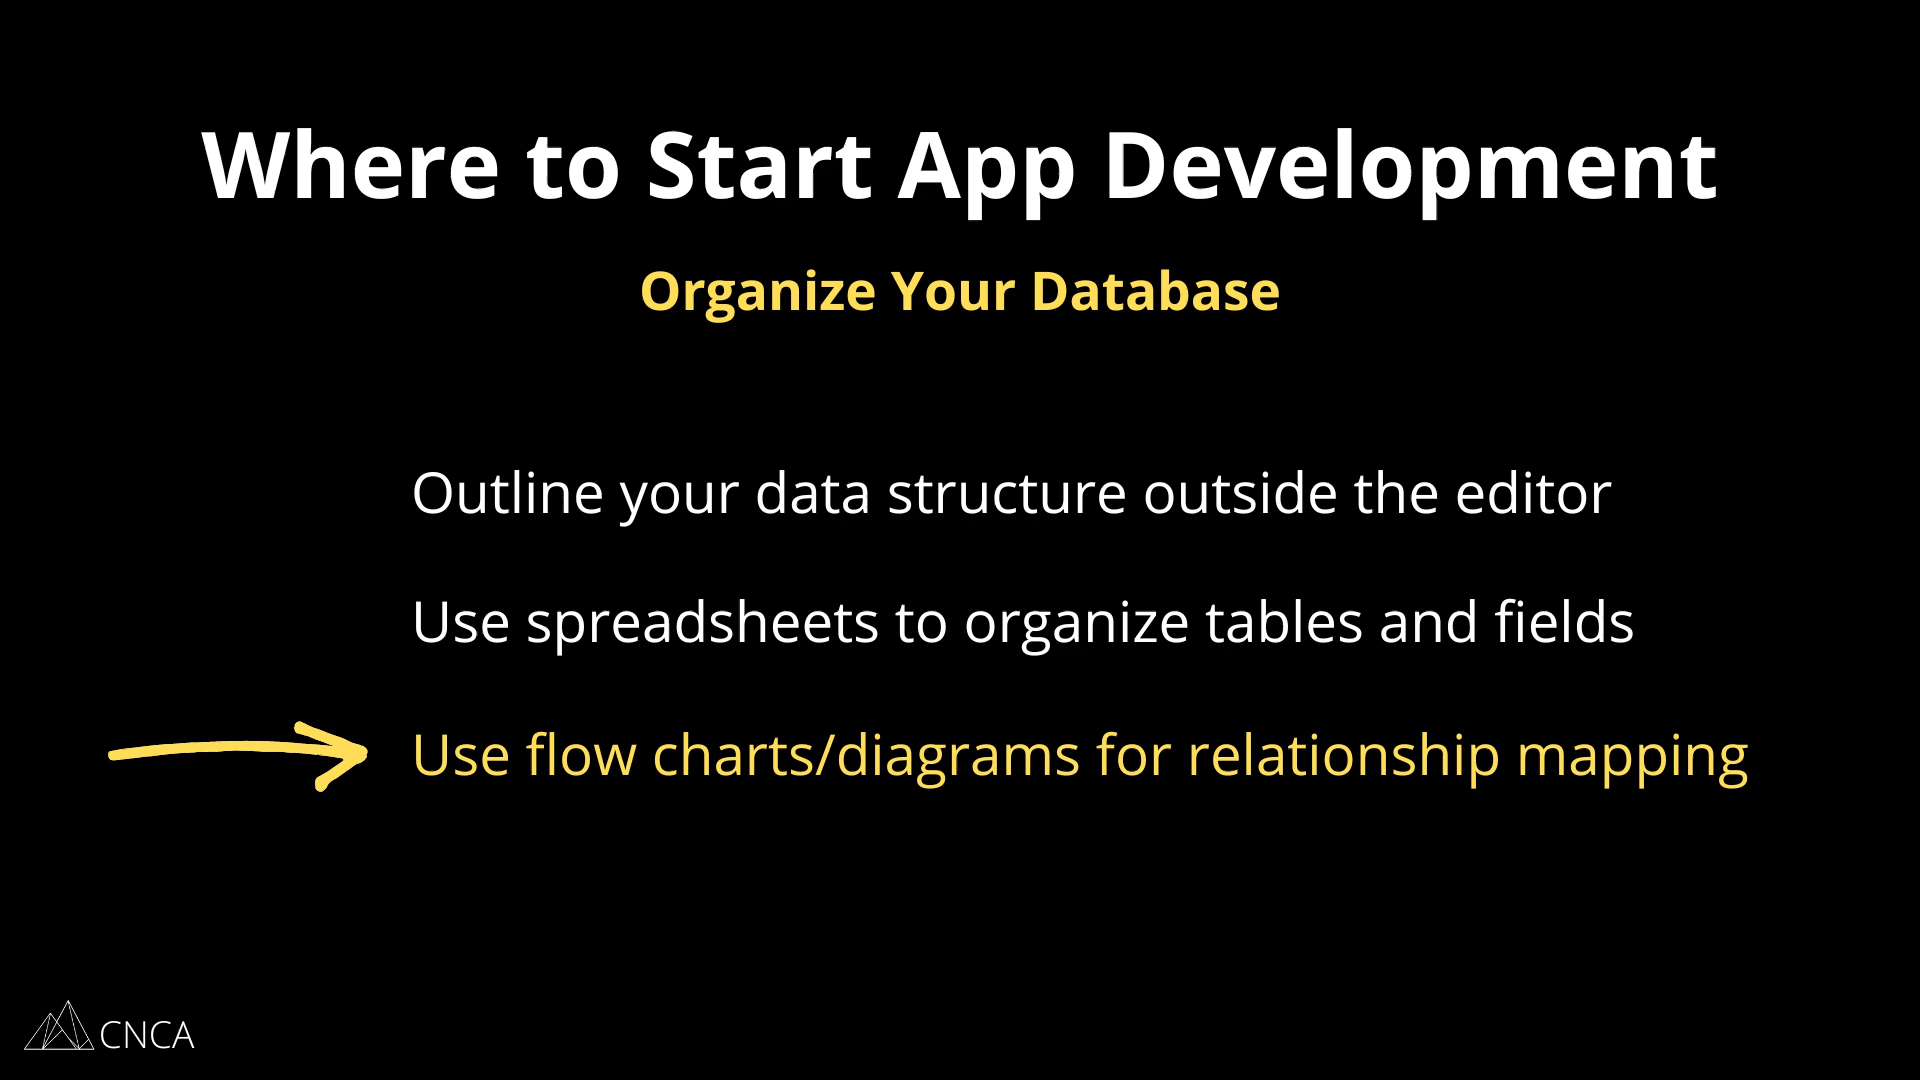 Where to Start App Development
Organize Your Database
Outline your data structure outside the editor
Use spreadsheets to organize tables and fields
Use flow charts/diagrams for relationship mapping
CNCA